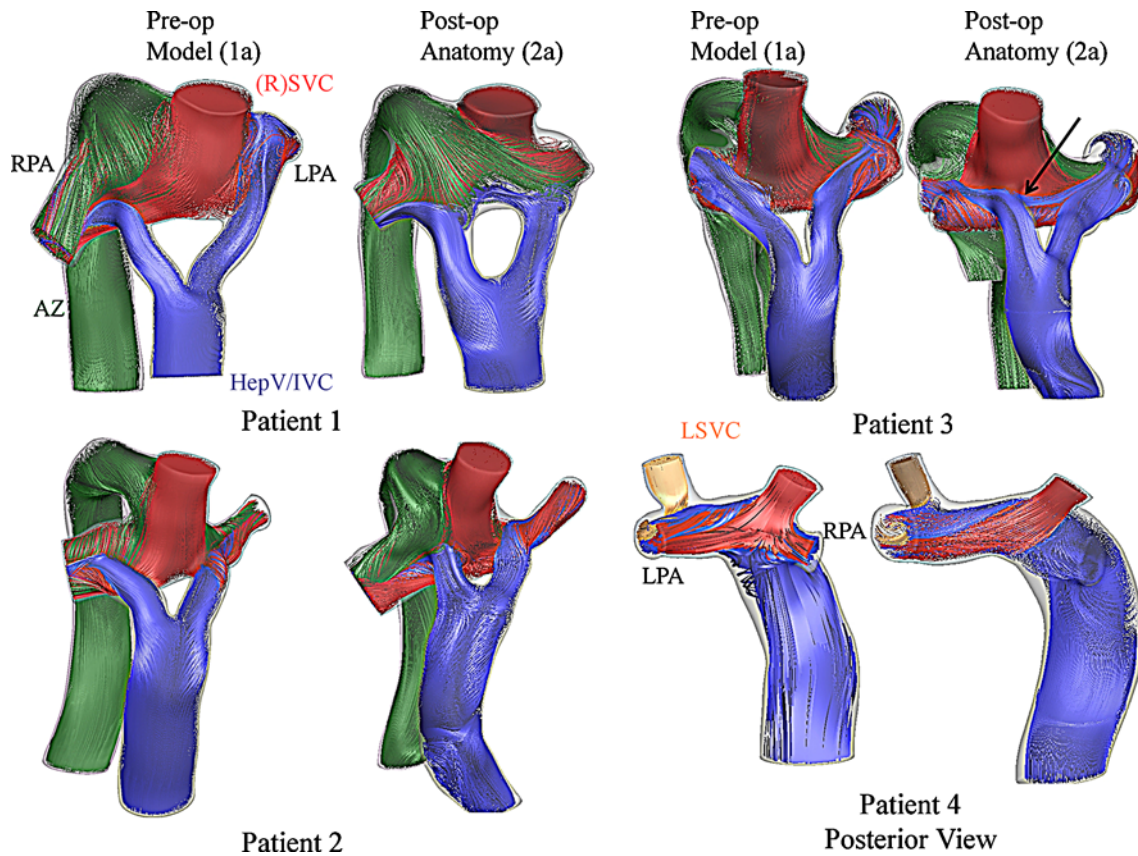 Pre-op
Model (1a)
Post-op
Anatomy (2a)
(R)SVC
RPA
LPA
AZ
HepV/IVC
Patient 1
Pre-op
Model (1a)
Post-op
Anatomy (2a)
Patient 3
Patient 2
LSVC
RPA
LPA
Patient 4
Posterior View